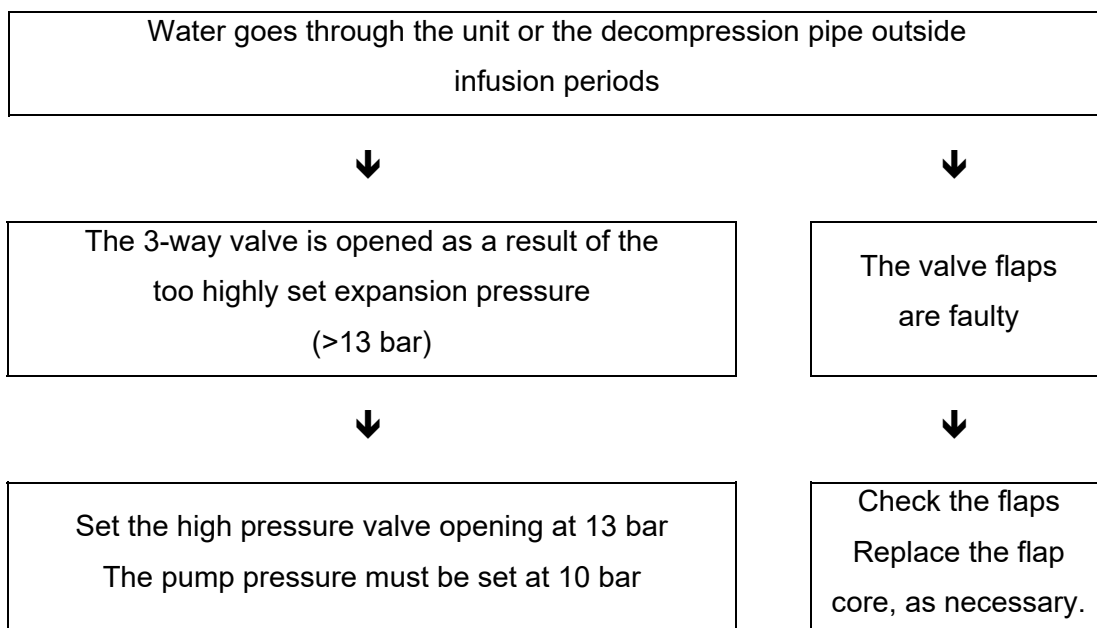 Water goes through the unit or the decompression pipe outside
infusion periods
The 3-way valve is opened as a result of the
too highly set expansion pressure
(>13 bar)
The valve flaps
are faulty
Set the high pressure valve opening at 13 bar
The pump pressure must be set at 10 bar
Check the flaps
Replace the flap
core, as necessary.